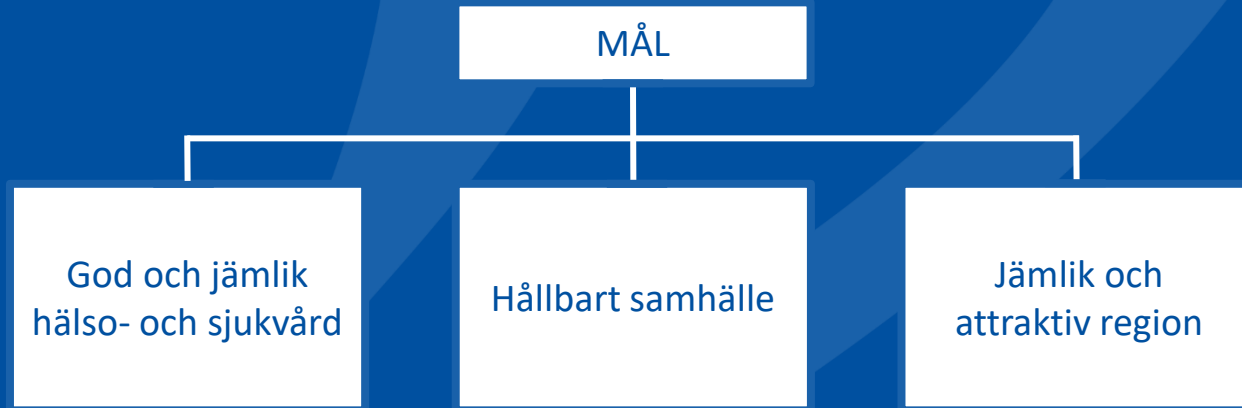 MÅL
God och jämlik
hälso- och sjukvård
Hållbart samhälle
Jämlik och
attraktiv region